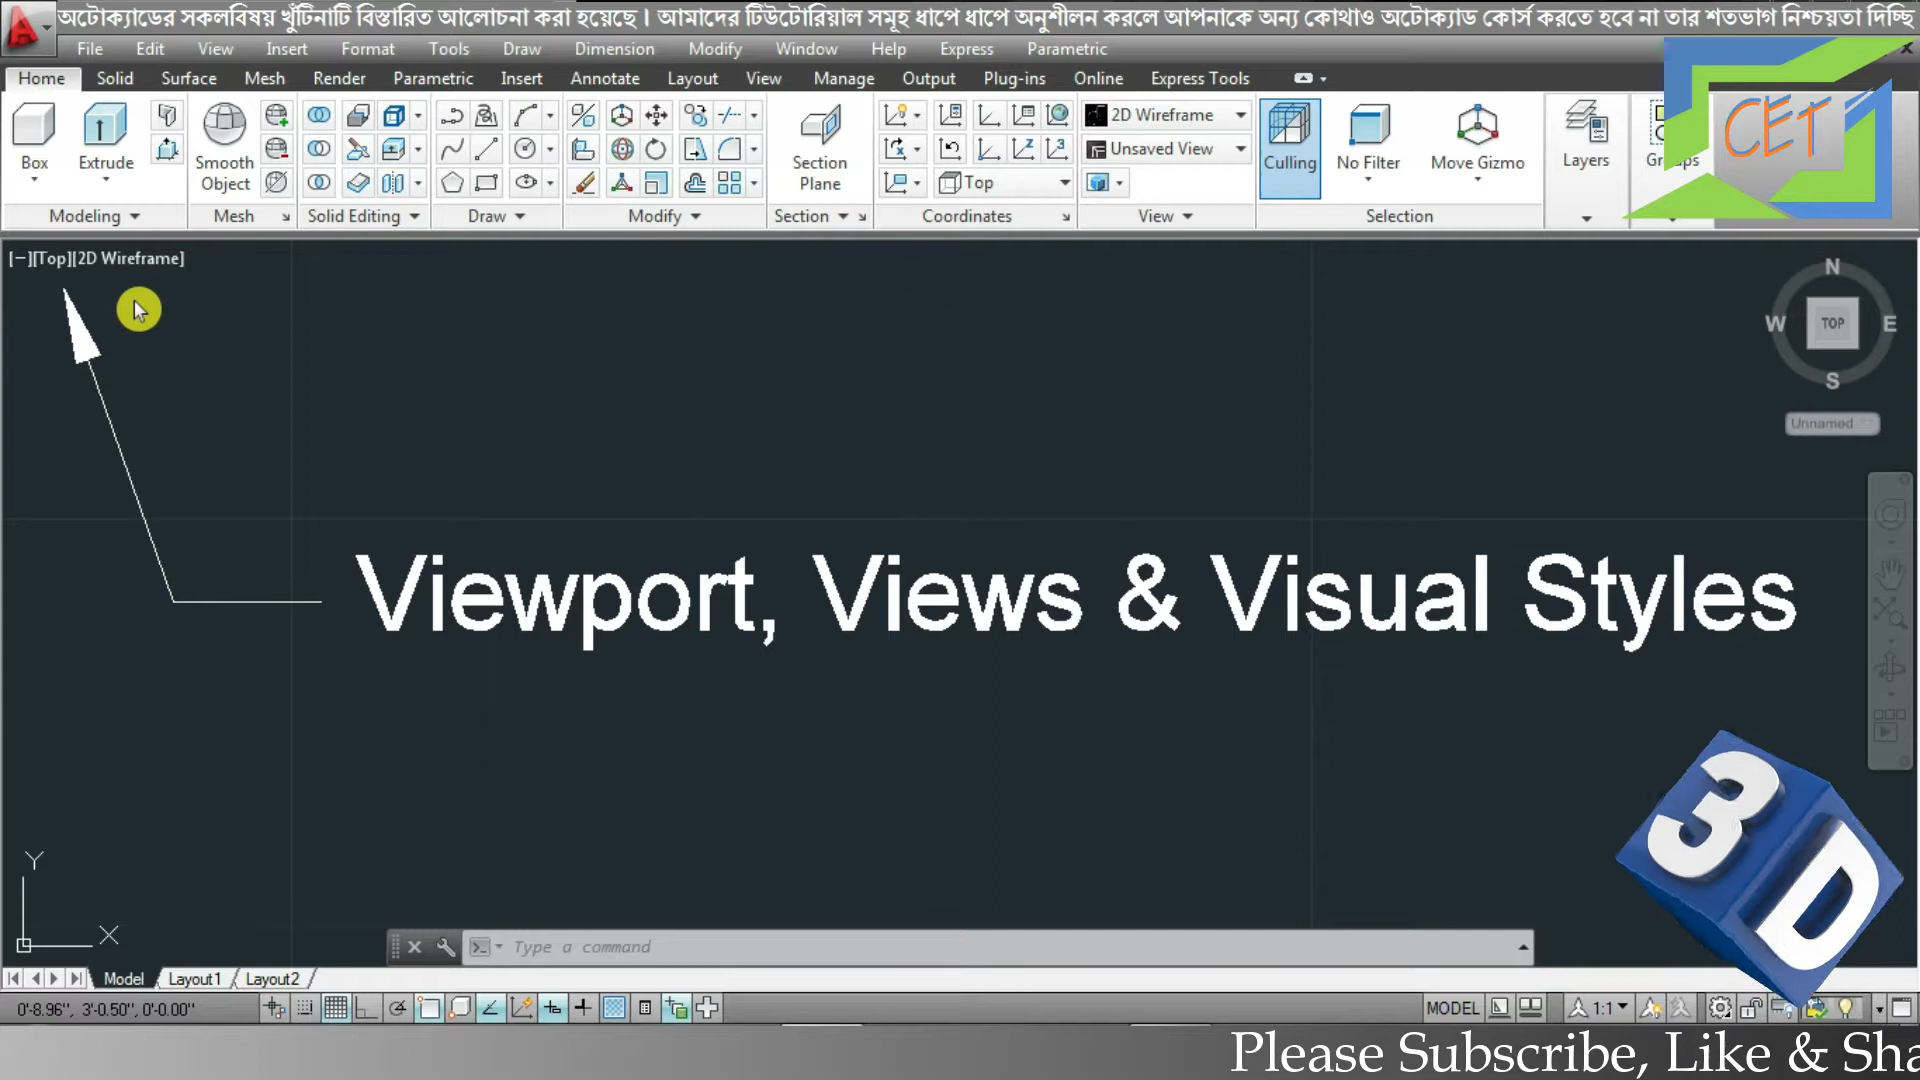 অটোক্যাডের সকলবিষয় খুঁটিনাটি বিস্তারিত আলোচনা করা হয়েছে। আমাদের টিউটোরিয়াল সমূহ ধাপে ধাপে অনুশীলন করলে আপনাকে অন্য কোথাও অটোক্যাড কোর্স করতে হবে না তার শতভাগ নিশ্চয়তা দিচ্ছি
File Edit View Insert Format Tools Draw Dimension Modify Window Help Express Parametric
Home Solid Surface Mesh Render Parametric Insert Annotate Layout View Manage Output Plug-ins Online Express Tools
CET
2D Wireframe
Unsaved View
Top
Box Extrude Smooth Object Section Plane Culling No Filter Move Gizmo Layers Groups
Modeling Mesh Solid Editing Draw Modify Section Coordinates View Selection
[−][Top][2D Wireframe]
N
W TOP E
S
Unnamed
Viewport, Views & Visual Styles
3D
Y
X
Type a command
Model Layout1 Layout2
0'-8.96", 3'-0.50", 0'-0.00" MODEL 1:1
Please Subscribe, Like & Sha